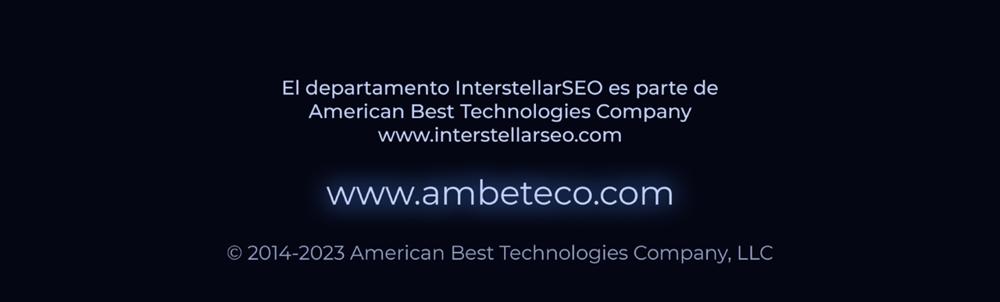 El departamento InterstellarSEO es parte de
American Best Technologies Company
www.interstellarseo.com
www.ambeteco.com
© 2014-2023 American Best Technologies Company, LLC